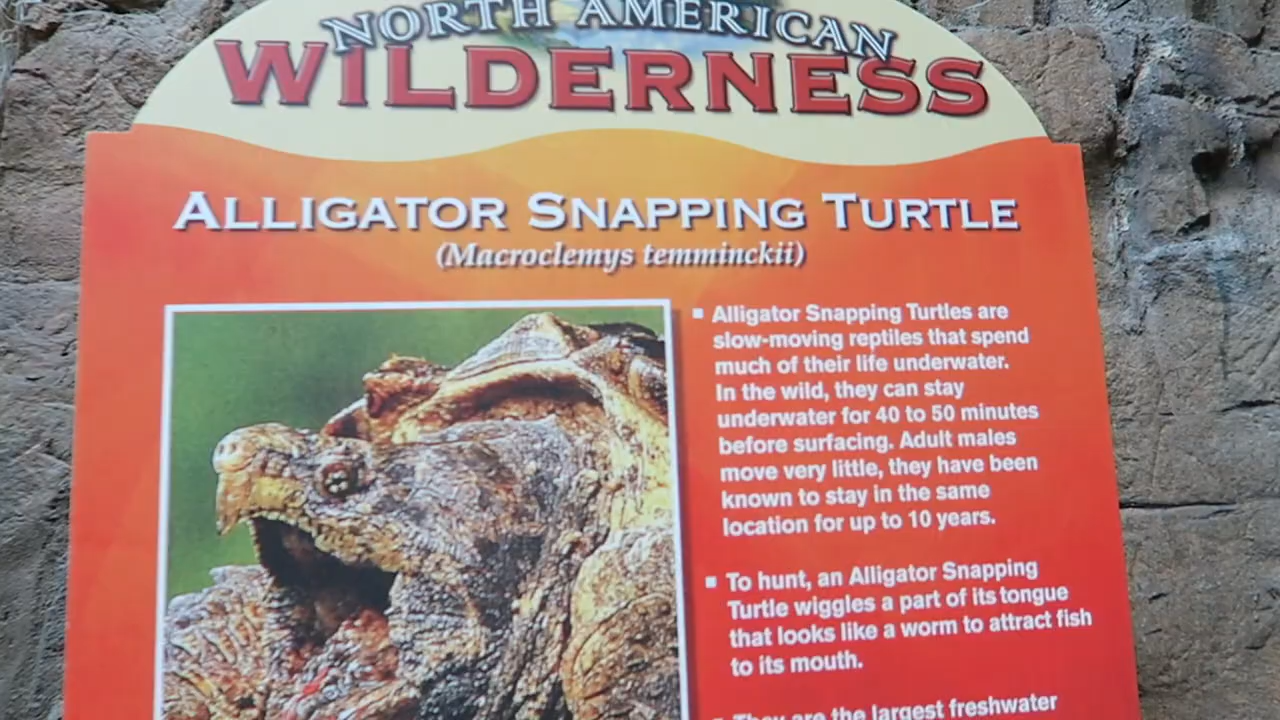 NORTH AMERICAN
WILDERNESS
ALLIGATOR SNAPPING TURTLE
(Macroclemys temminckii)
▪ Alligator Snapping Turtles are
slow-moving reptiles that spend
much of their life underwater.
In the wild, they can stay
underwater for 40 to 50 minutes
before surfacing. Adult males
move very little, they have been
known to stay in the same
location for up to 10 years.
▪ To hunt, an Alligator Snapping
Turtle wiggles a part of its tongue
that looks like a worm to attract fish
to its mouth.
▪ They are the largest freshwater